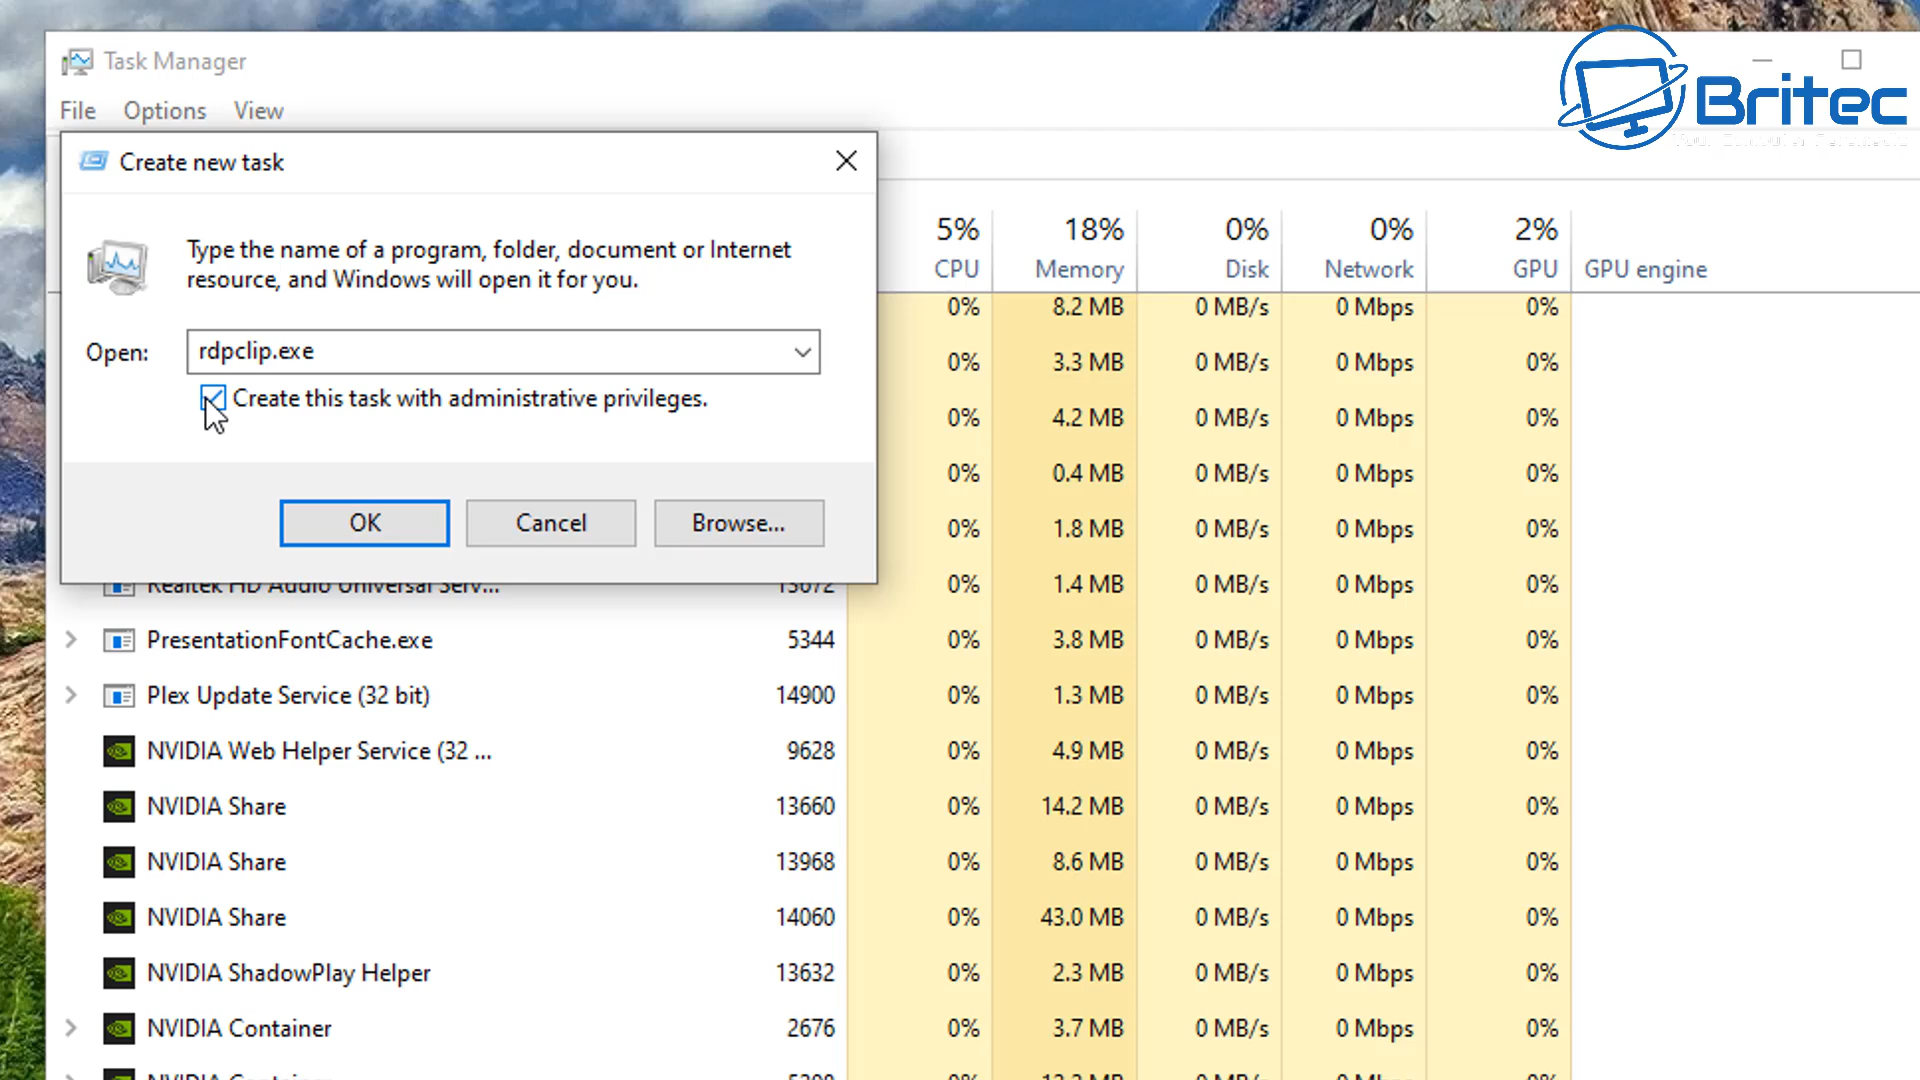 Task Manager
Britec
File Options View
Create new task
Type the name of a program, folder, document or Internet
resource, and Windows will open it for you.
Open: rdpclip.exe
Create this task with administrative privileges.
OK Cancel Browse...
5% 18% 0% 0% 2%
CPU Memory Disk Network GPU GPU engine
0% 8.2 MB 0 MB/s 0 Mbps 0%
0% 3.3 MB 0 MB/s 0 Mbps 0%
0% 4.2 MB 0 MB/s 0 Mbps 0%
0% 0.4 MB 0 MB/s 0 Mbps 0%
0% 1.8 MB 0 MB/s 0 Mbps 0%
Realtek HD Audio Universal Serv... 13672 0% 1.4 MB 0 MB/s 0 Mbps 0%
PresentationFontCache.exe 5344 0% 3.8 MB 0 MB/s 0 Mbps 0%
Plex Update Service (32 bit) 14900 0% 1.3 MB 0 MB/s 0 Mbps 0%
NVIDIA Web Helper Service (32 ... 9628 0% 4.9 MB 0 MB/s 0 Mbps 0%
NVIDIA Share 13660 0% 14.2 MB 0 MB/s 0 Mbps 0%
NVIDIA Share 13968 0% 8.6 MB 0 MB/s 0 Mbps 0%
NVIDIA Share 14060 0% 43.0 MB 0 MB/s 0 Mbps 0%
NVIDIA ShadowPlay Helper 13632 0% 2.3 MB 0 MB/s 0 Mbps 0%
NVIDIA Container 2676 0% 3.7 MB 0 MB/s 0 Mbps 0%